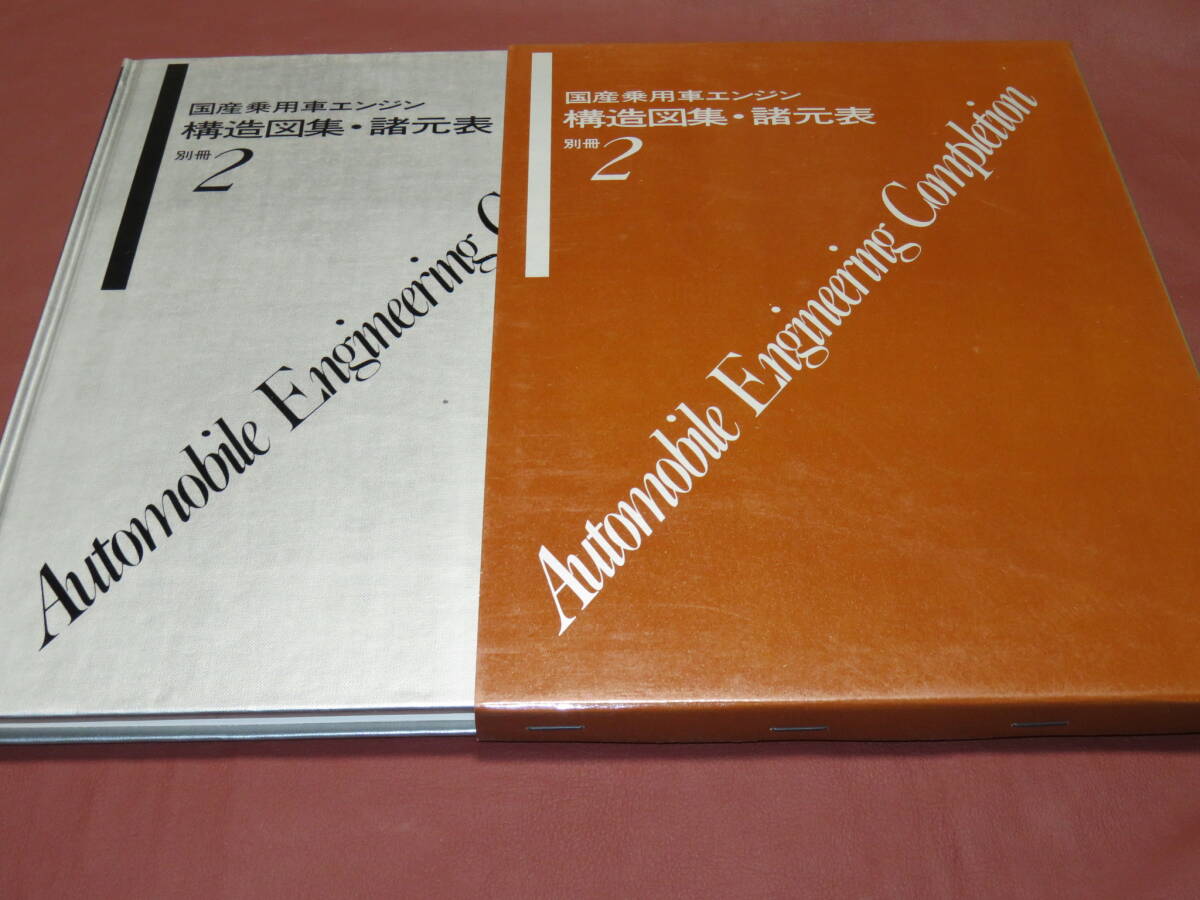 国産乗用車エンジン
構造図集・諸元表
別冊2
Automobile Engineering C
国産乗用車エンジン
構造図集・諸元表
別冊2
Automobile Engineering Completion